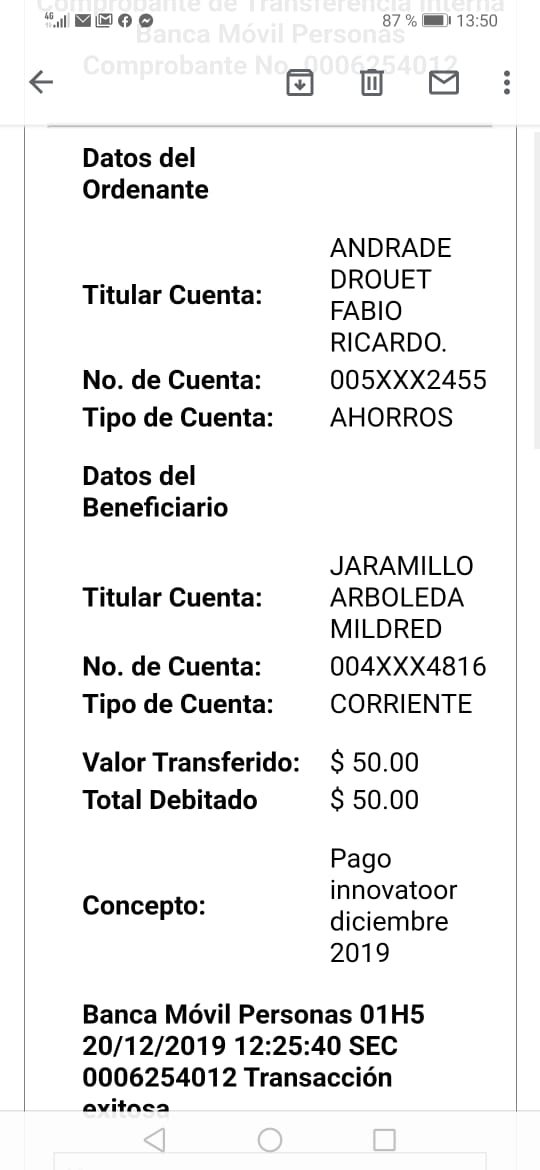 Comprobante de Transferencia Interna
4G 87 % 13:50
Banca Móvil Personas
Comprobante No. 0006254012
Datos del
Ordenante
ANDRADE
DROUET
Titular Cuenta:
FABIO
RICARDO.
No. de Cuenta: 005XXX2455
Tipo de Cuenta: AHORROS
Datos del
Beneficiario
JARAMILLO
Titular Cuenta: ARBOLEDA
MILDRED
No. de Cuenta: 004XXX4816
Tipo de Cuenta: CORRIENTE
Valor Transferido: $ 50.00
Total Debitado $ 50.00
Pago
innovatoor
Concepto:
diciembre
2019
Banca Móvil Personas 01H5
20/12/2019 12:25:40 SEC
0006254012 Transacción
exitosa